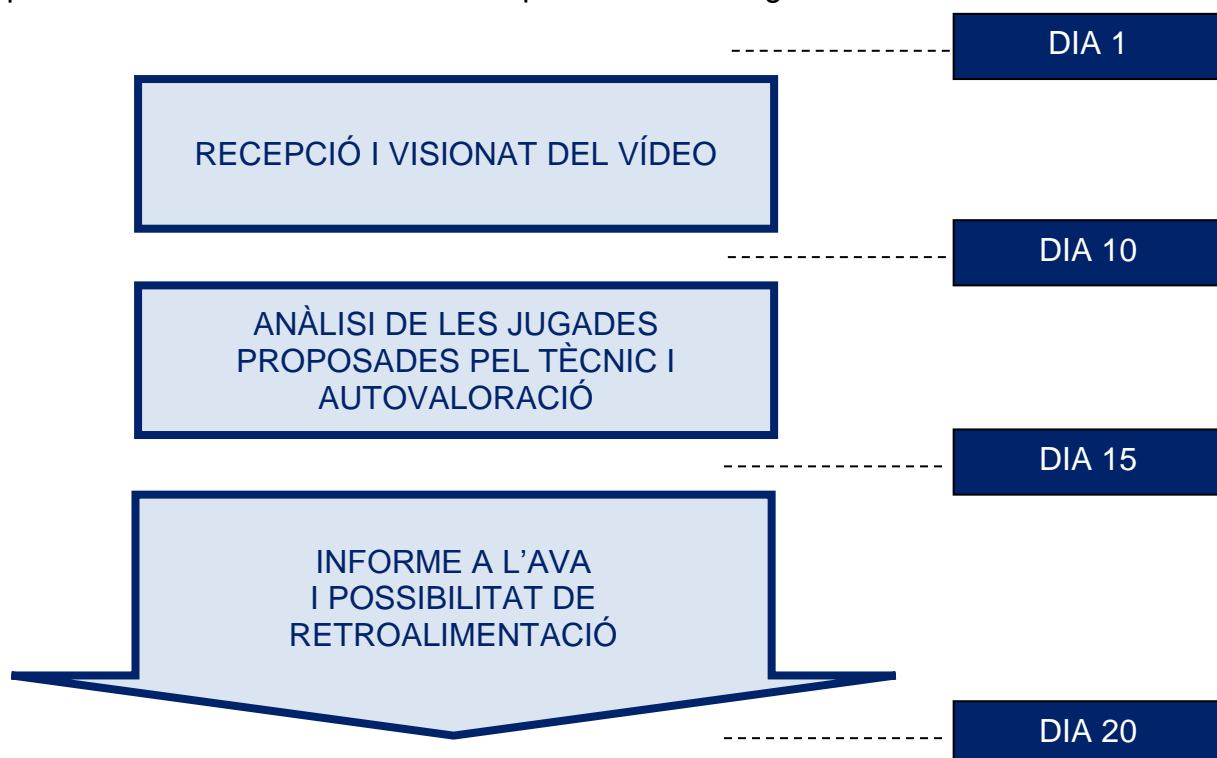 DIA 1
RECEPCIÓ I VISIONAT DEL VÍDEO
DIA 10
ANÀLISI DE LES JUGADES
PROPOSADES PEL TÈCNIC I
AUTOVALORACIÓ
DIA 15
INFORME A L’AVA
I POSSIBILITAT DE
RETROALIMENTACIÓ
DIA 20